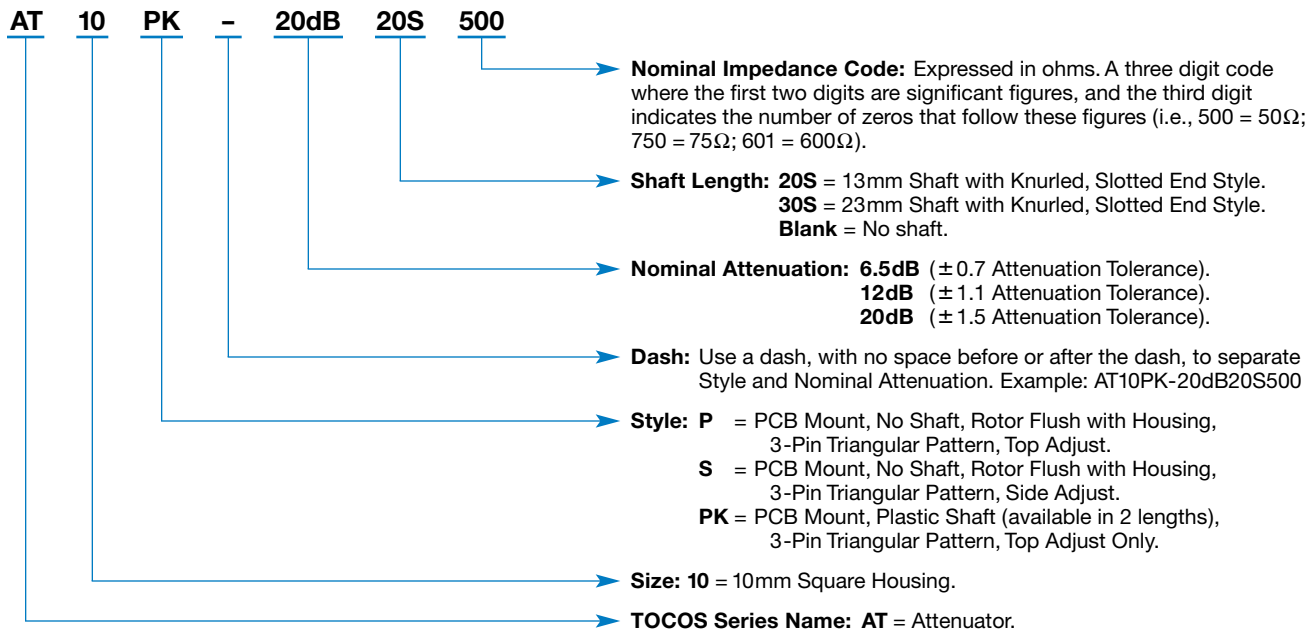 AT 10 PK – 20dB 20S 500
Nominal Impedance Code: Expressed in ohms. A three digit code
where the first two digits are significant figures, and the third digit
indicates the number of zeros that follow these figures (i.e., 500 = 50Ω;
750 = 75Ω; 601 = 600Ω).
Shaft Length: 20S = 13mm Shaft with Knurled, Slotted End Style.
30S = 23mm Shaft with Knurled, Slotted End Style.
Blank = No shaft.
Nominal Attenuation: 6.5dB (±0.7 Attenuation Tolerance).
12dB (±1.1 Attenuation Tolerance).
20dB (±1.5 Attenuation Tolerance).
Dash: Use a dash, with no space before or after the dash, to separate
Style and Nominal Attenuation. Example: AT10PK-20dB20S500
Style: P = PCB Mount, No Shaft, Rotor Flush with Housing,
3-Pin Triangular Pattern, Top Adjust.
S = PCB Mount, No Shaft, Rotor Flush with Housing,
3-Pin Triangular Pattern, Side Adjust.
PK = PCB Mount, Plastic Shaft (available in 2 lengths),
3-Pin Triangular Pattern, Top Adjust Only.
Size: 10 = 10mm Square Housing.
TOCOS Series Name: AT = Attenuator.